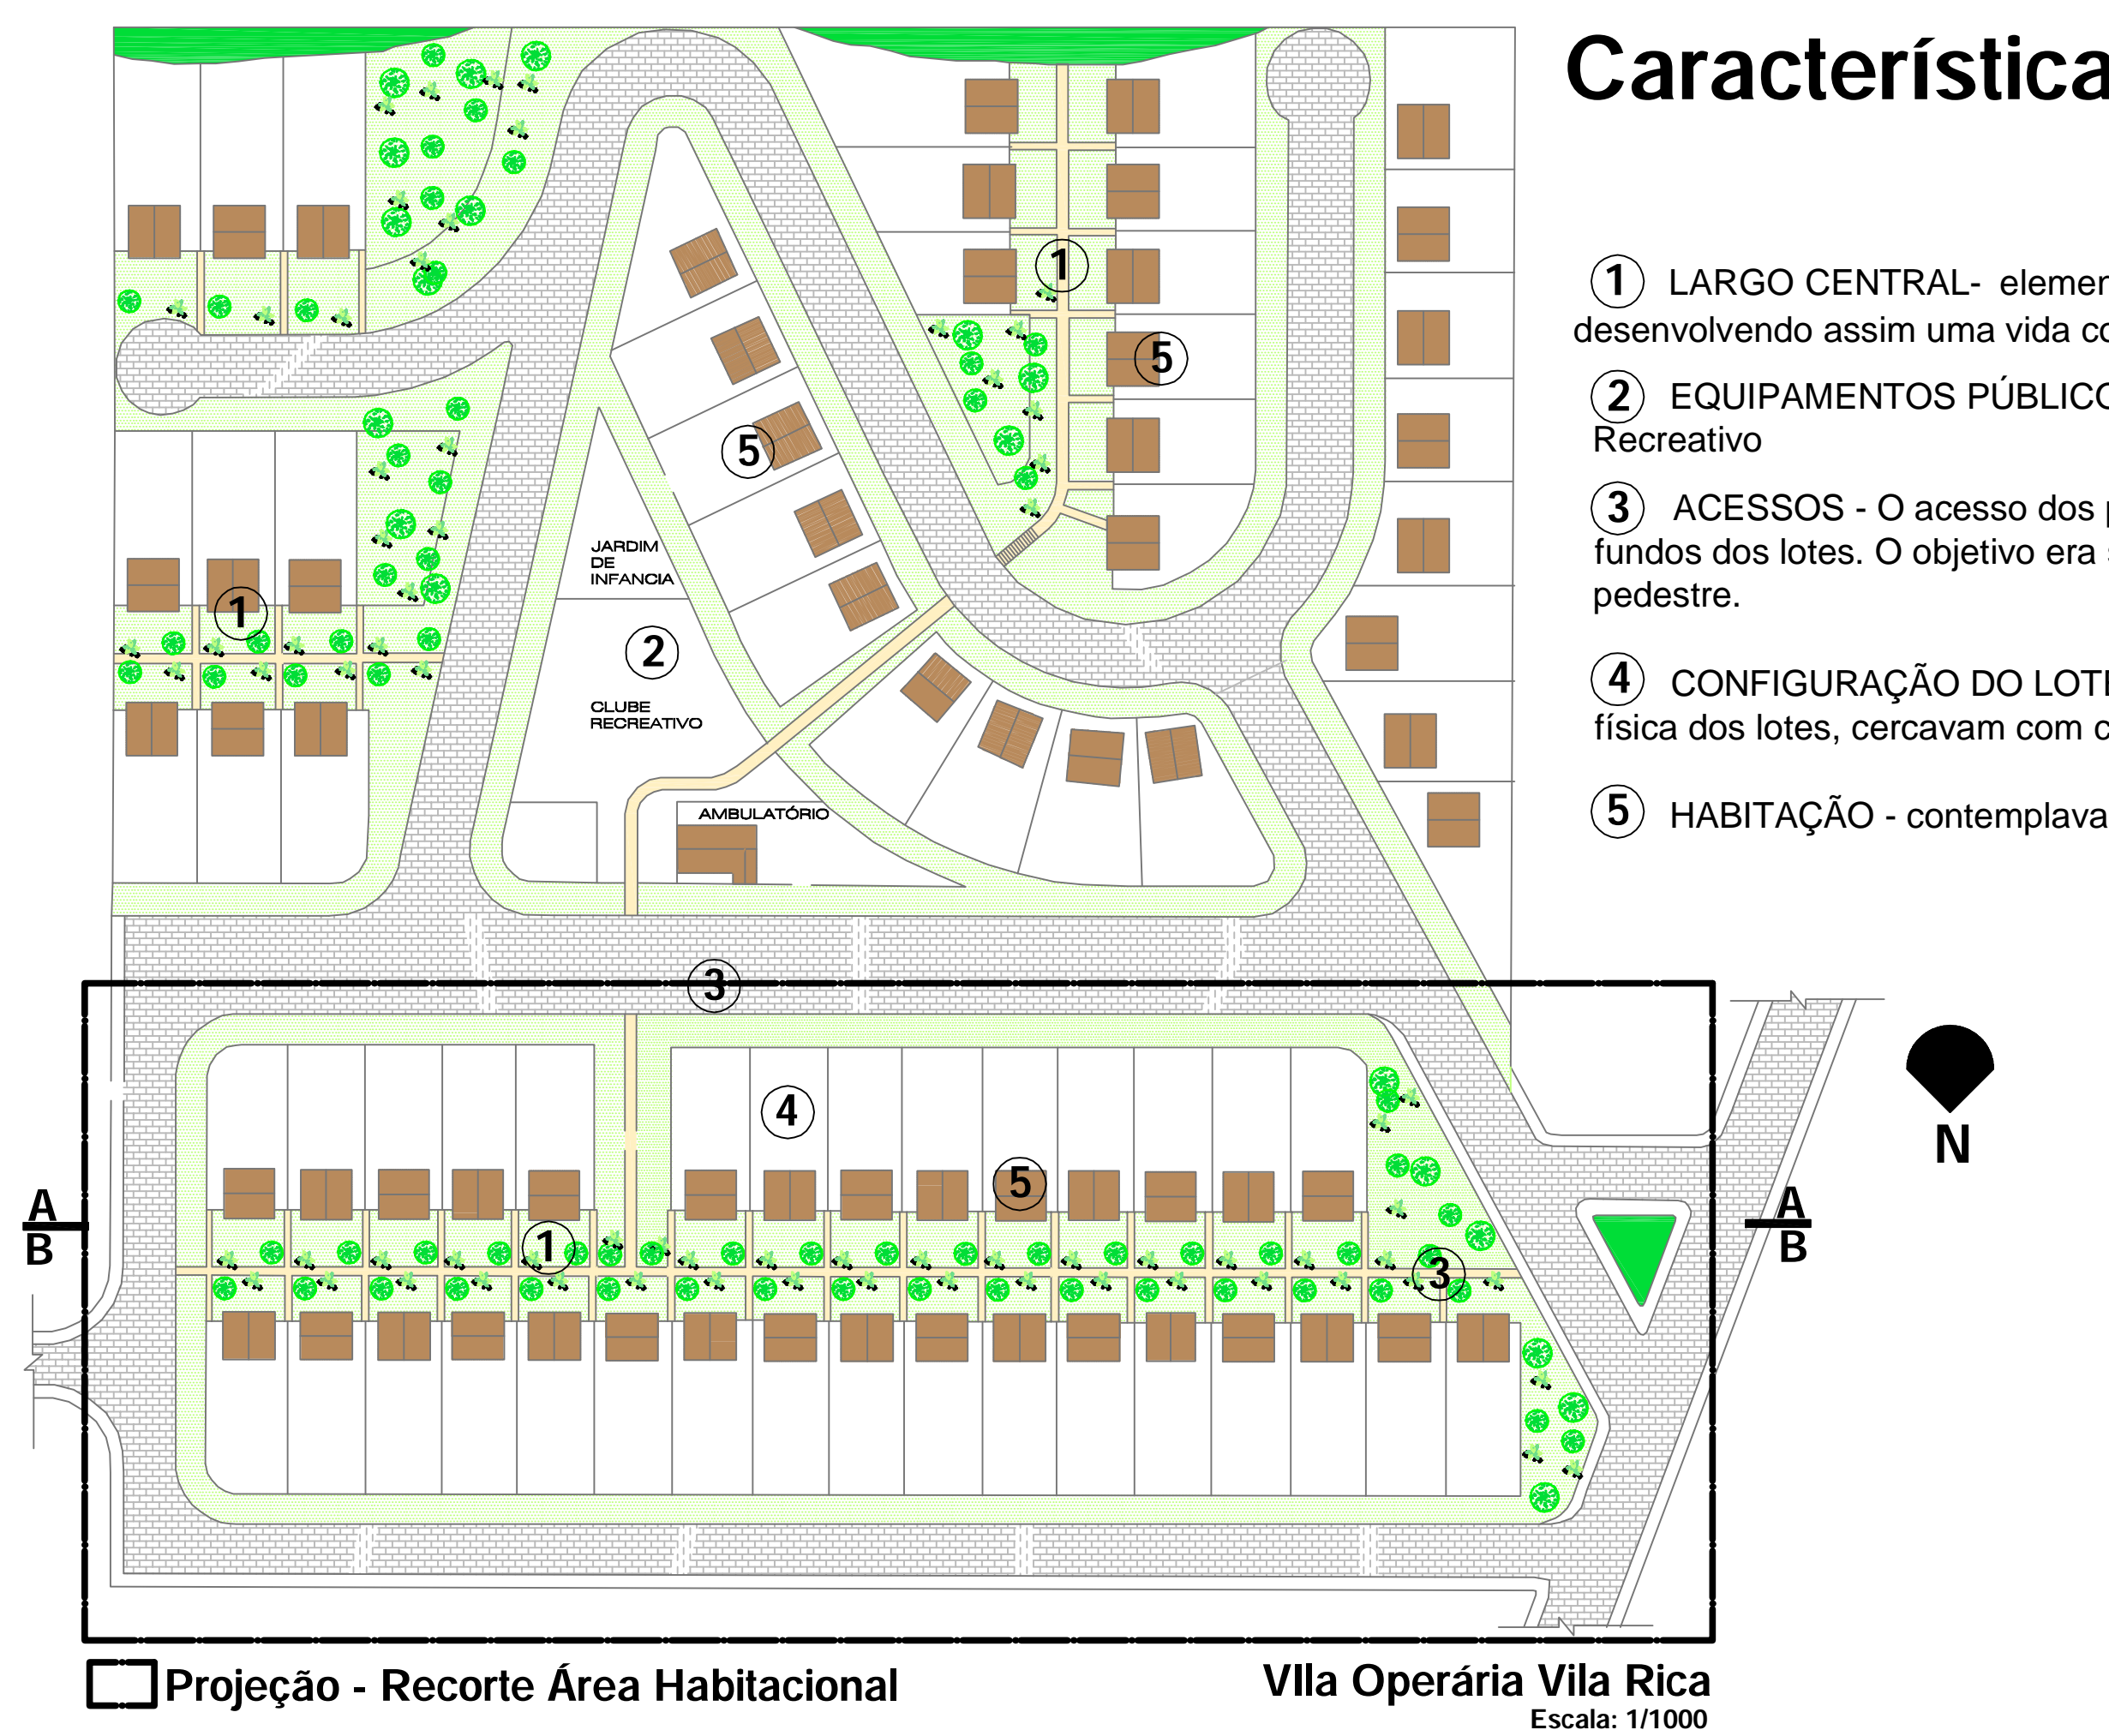 Característica
1 LARGO CENTRAL- elemen
desenvolvendo assim uma vida co
2 EQUIPAMENTOS PÚBLICO
Recreativo
3 ACESSOS - O acesso dos p
fundos dos lotes. O objetivo era s
pedestre.
4 CONFIGURAÇÃO DO LOTE
física dos lotes, cercavam com c
5 HABITAÇÃO - contemplava
1
5
5
JARDIM
DE
INFANCIA
1
2
CLUBE
RECREATIVO
AMBULATÓRIO
3
4
N
5
A
B
A
B
1
3
Projeção - Recorte Área Habitacional
VIla Operária Vila Rica
Escala: 1/1000